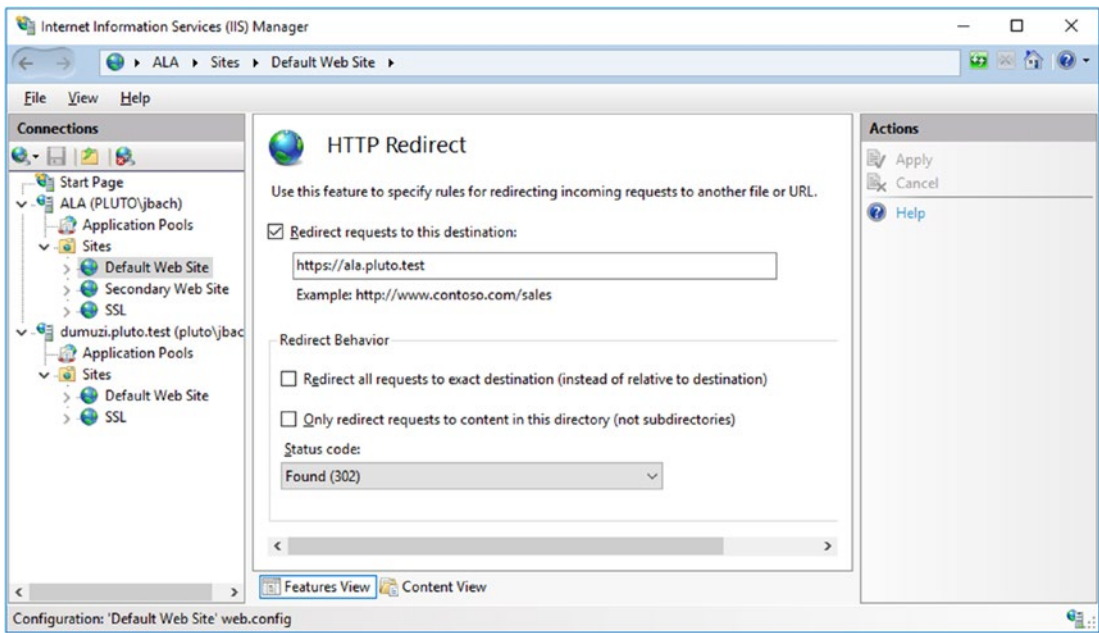 Internet Information Services (IIS) Manager
ALA Sites Default Web Site
File View Help
Connections
Start Page
ALA (PLUTO\jbach)
Application Pools
Sites
Default Web Site
Secondary Web Site
SSL
dumuzi.pluto.test (pluto\jbac
Application Pools
Sites
Default Web Site
SSL
HTTP Redirect
Use this feature to specify rules for redirecting incoming requests to another file or URL.
Redirect requests to this destination:
https://ala.pluto.test
Example: http://www.contoso.com/sales
Redirect Behavior
Redirect all requests to exact destination (instead of relative to destination)
Only redirect requests to content in this directory (not subdirectories)
Status code:
Found (302)
Features View Content View
Actions
Apply
Cancel
Help
Configuration: 'Default Web Site' web.config